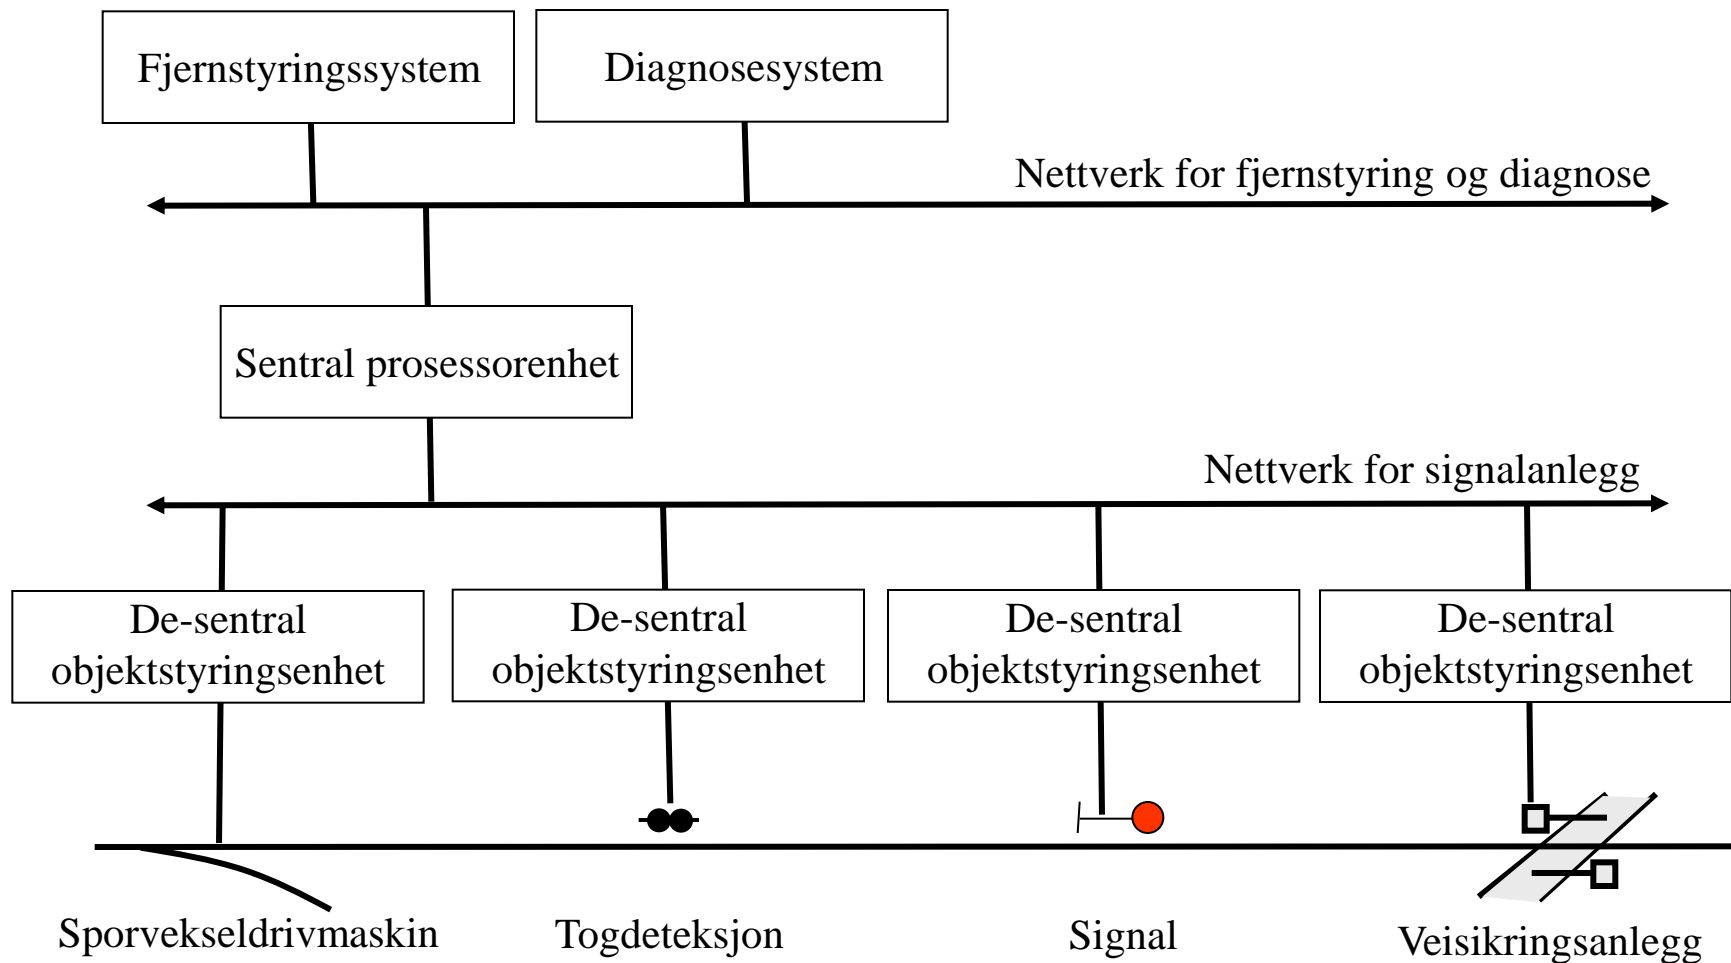 Fjernstyringssystem
Diagnosesystem
Nettverk for fjernstyring og diagnose
Sentral prosessorenhet
Nettverk for signalanlegg
De-sentral
objektstyringsenhet
De-sentral
objektstyringsenhet
De-sentral
objektstyringsenhet
De-sentral
objektstyringsenhet
Sporvekseldrivmaskin
Togdeteksjon
Signal
Veisikringsanlegg